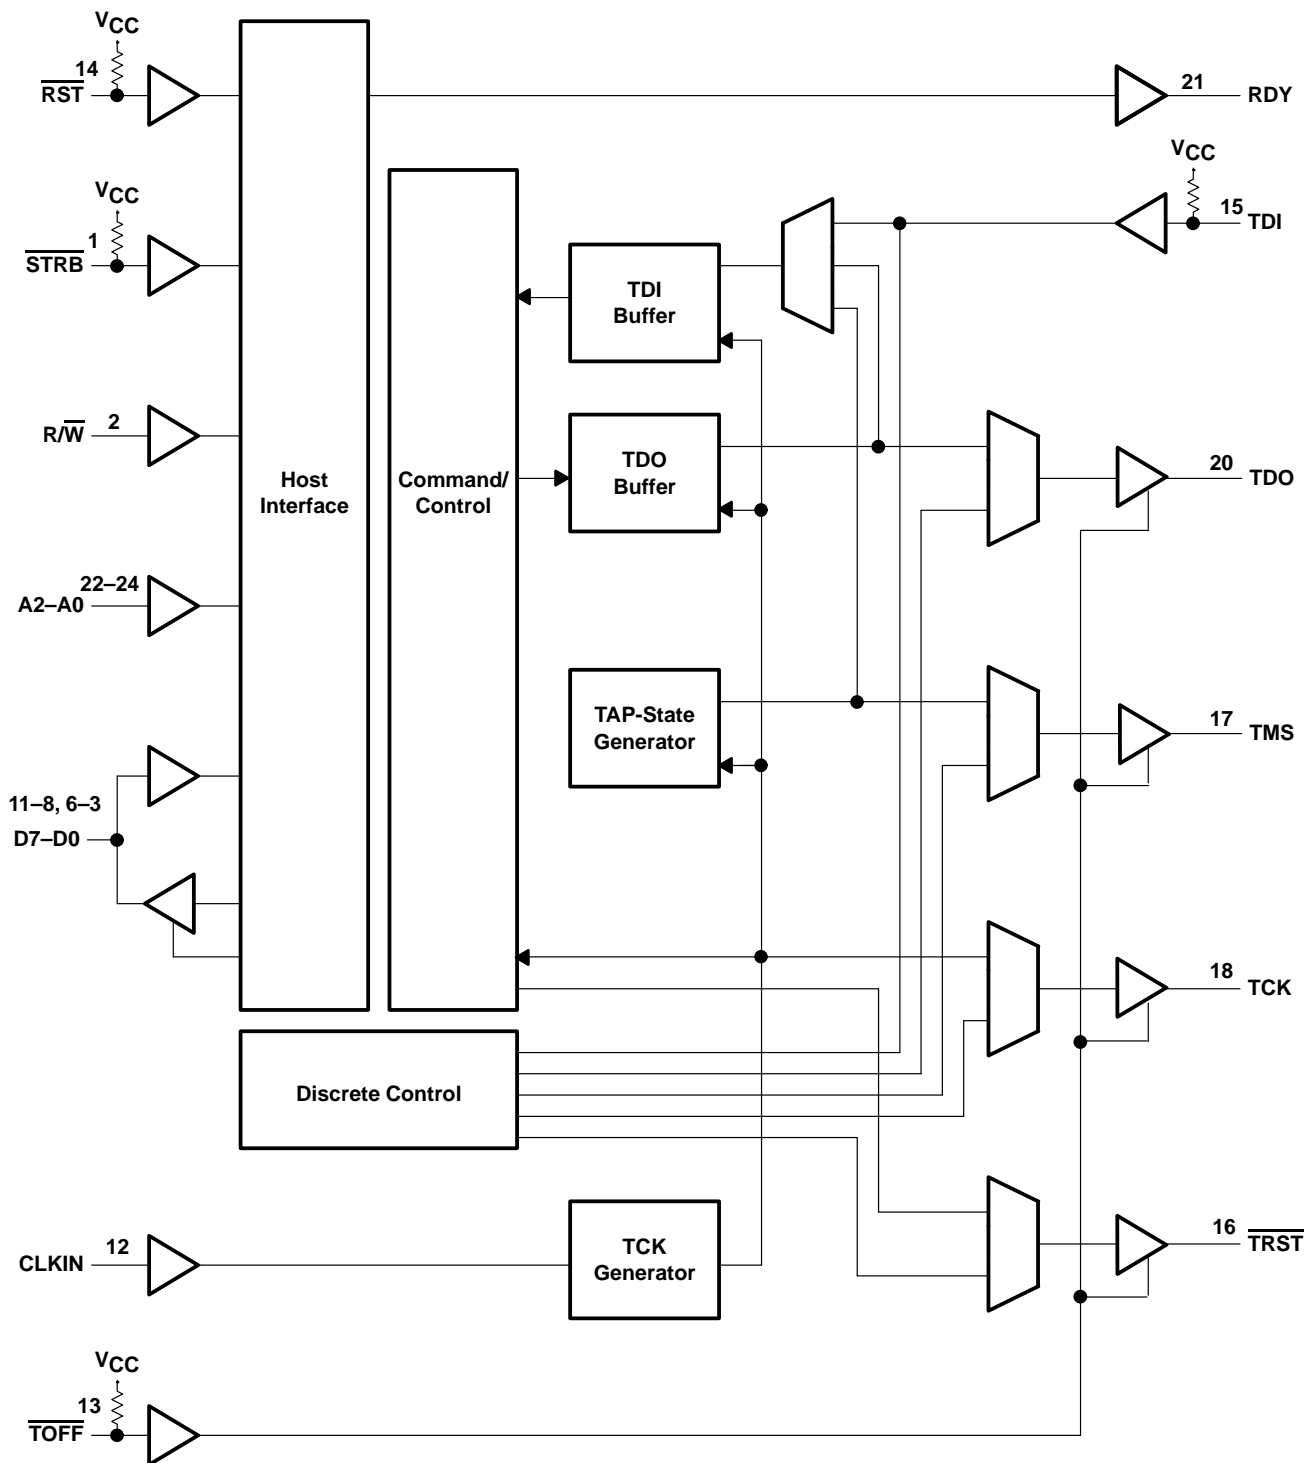 VCC
14
RST
21
RDY
VCC
15
TDI
VCC
1
STRB
TDI
Buffer
R/W
2
Host
Interface
Command/
Control
TDO
Buffer
20
TDO
22–24
A2–A0
TAP-State
Generator
17
TMS
11–8, 6–3
D7–D0
18
TCK
Discrete Control
12
CLKIN
TCK
Generator
16
TRST
VCC
13
TOFF